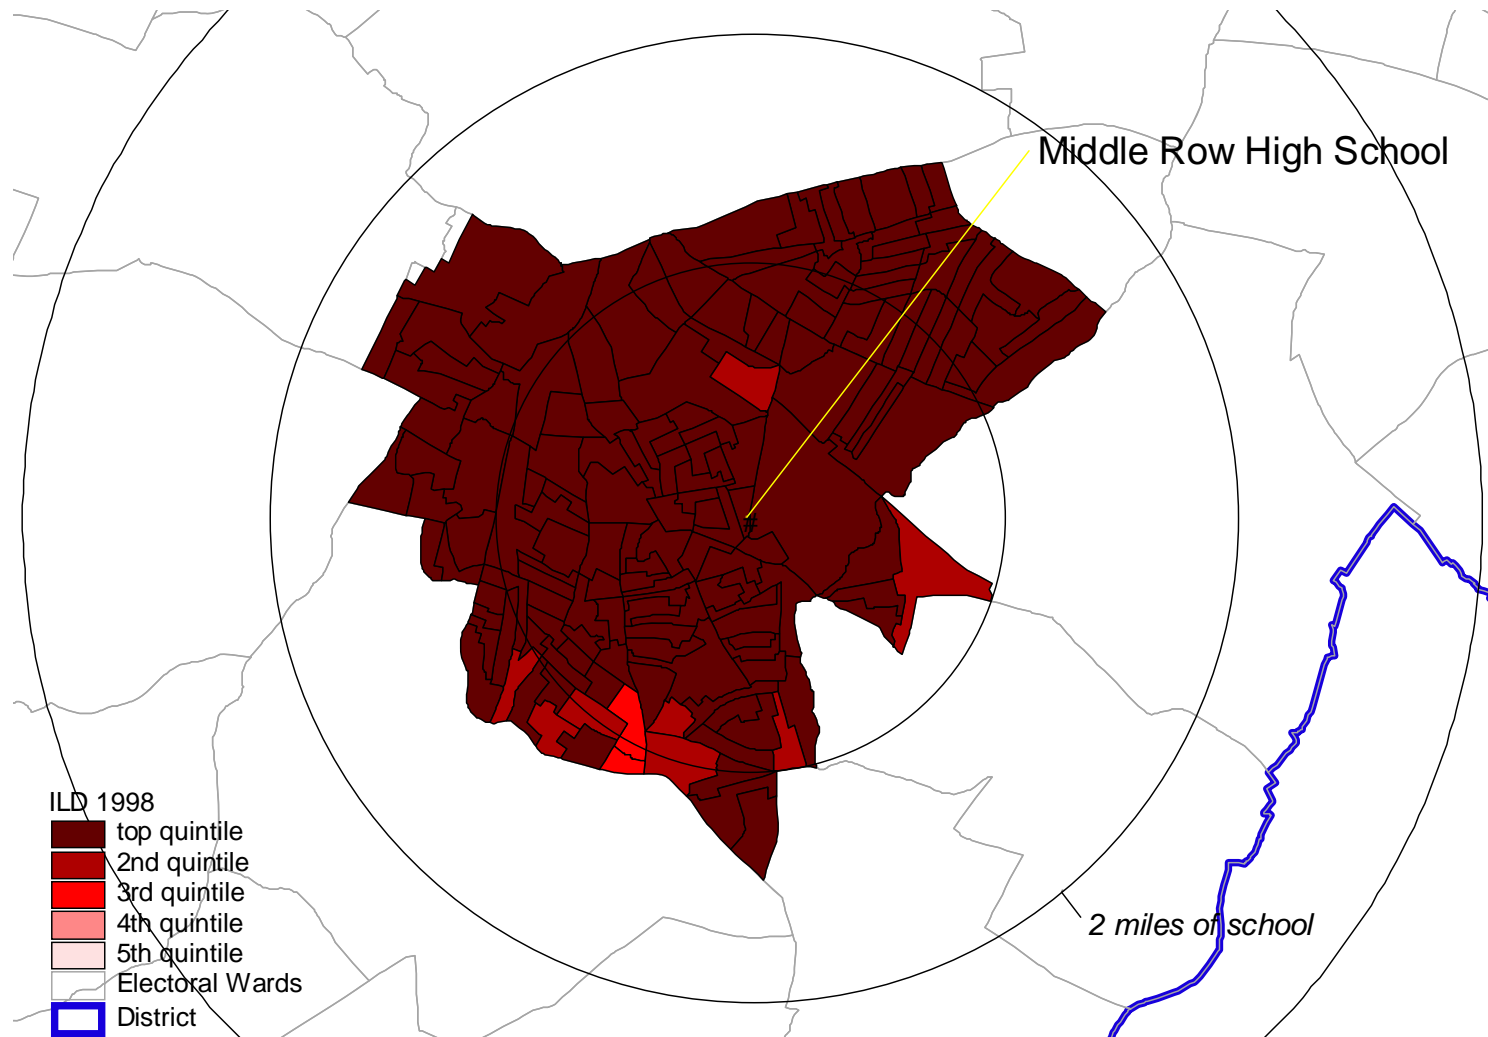 Middle Row High School
#
ILD 1998
top quintile
2nd quintile
3rd quintile
4th quintile
5th quintile
Electoral Wards
District
2 miles of school